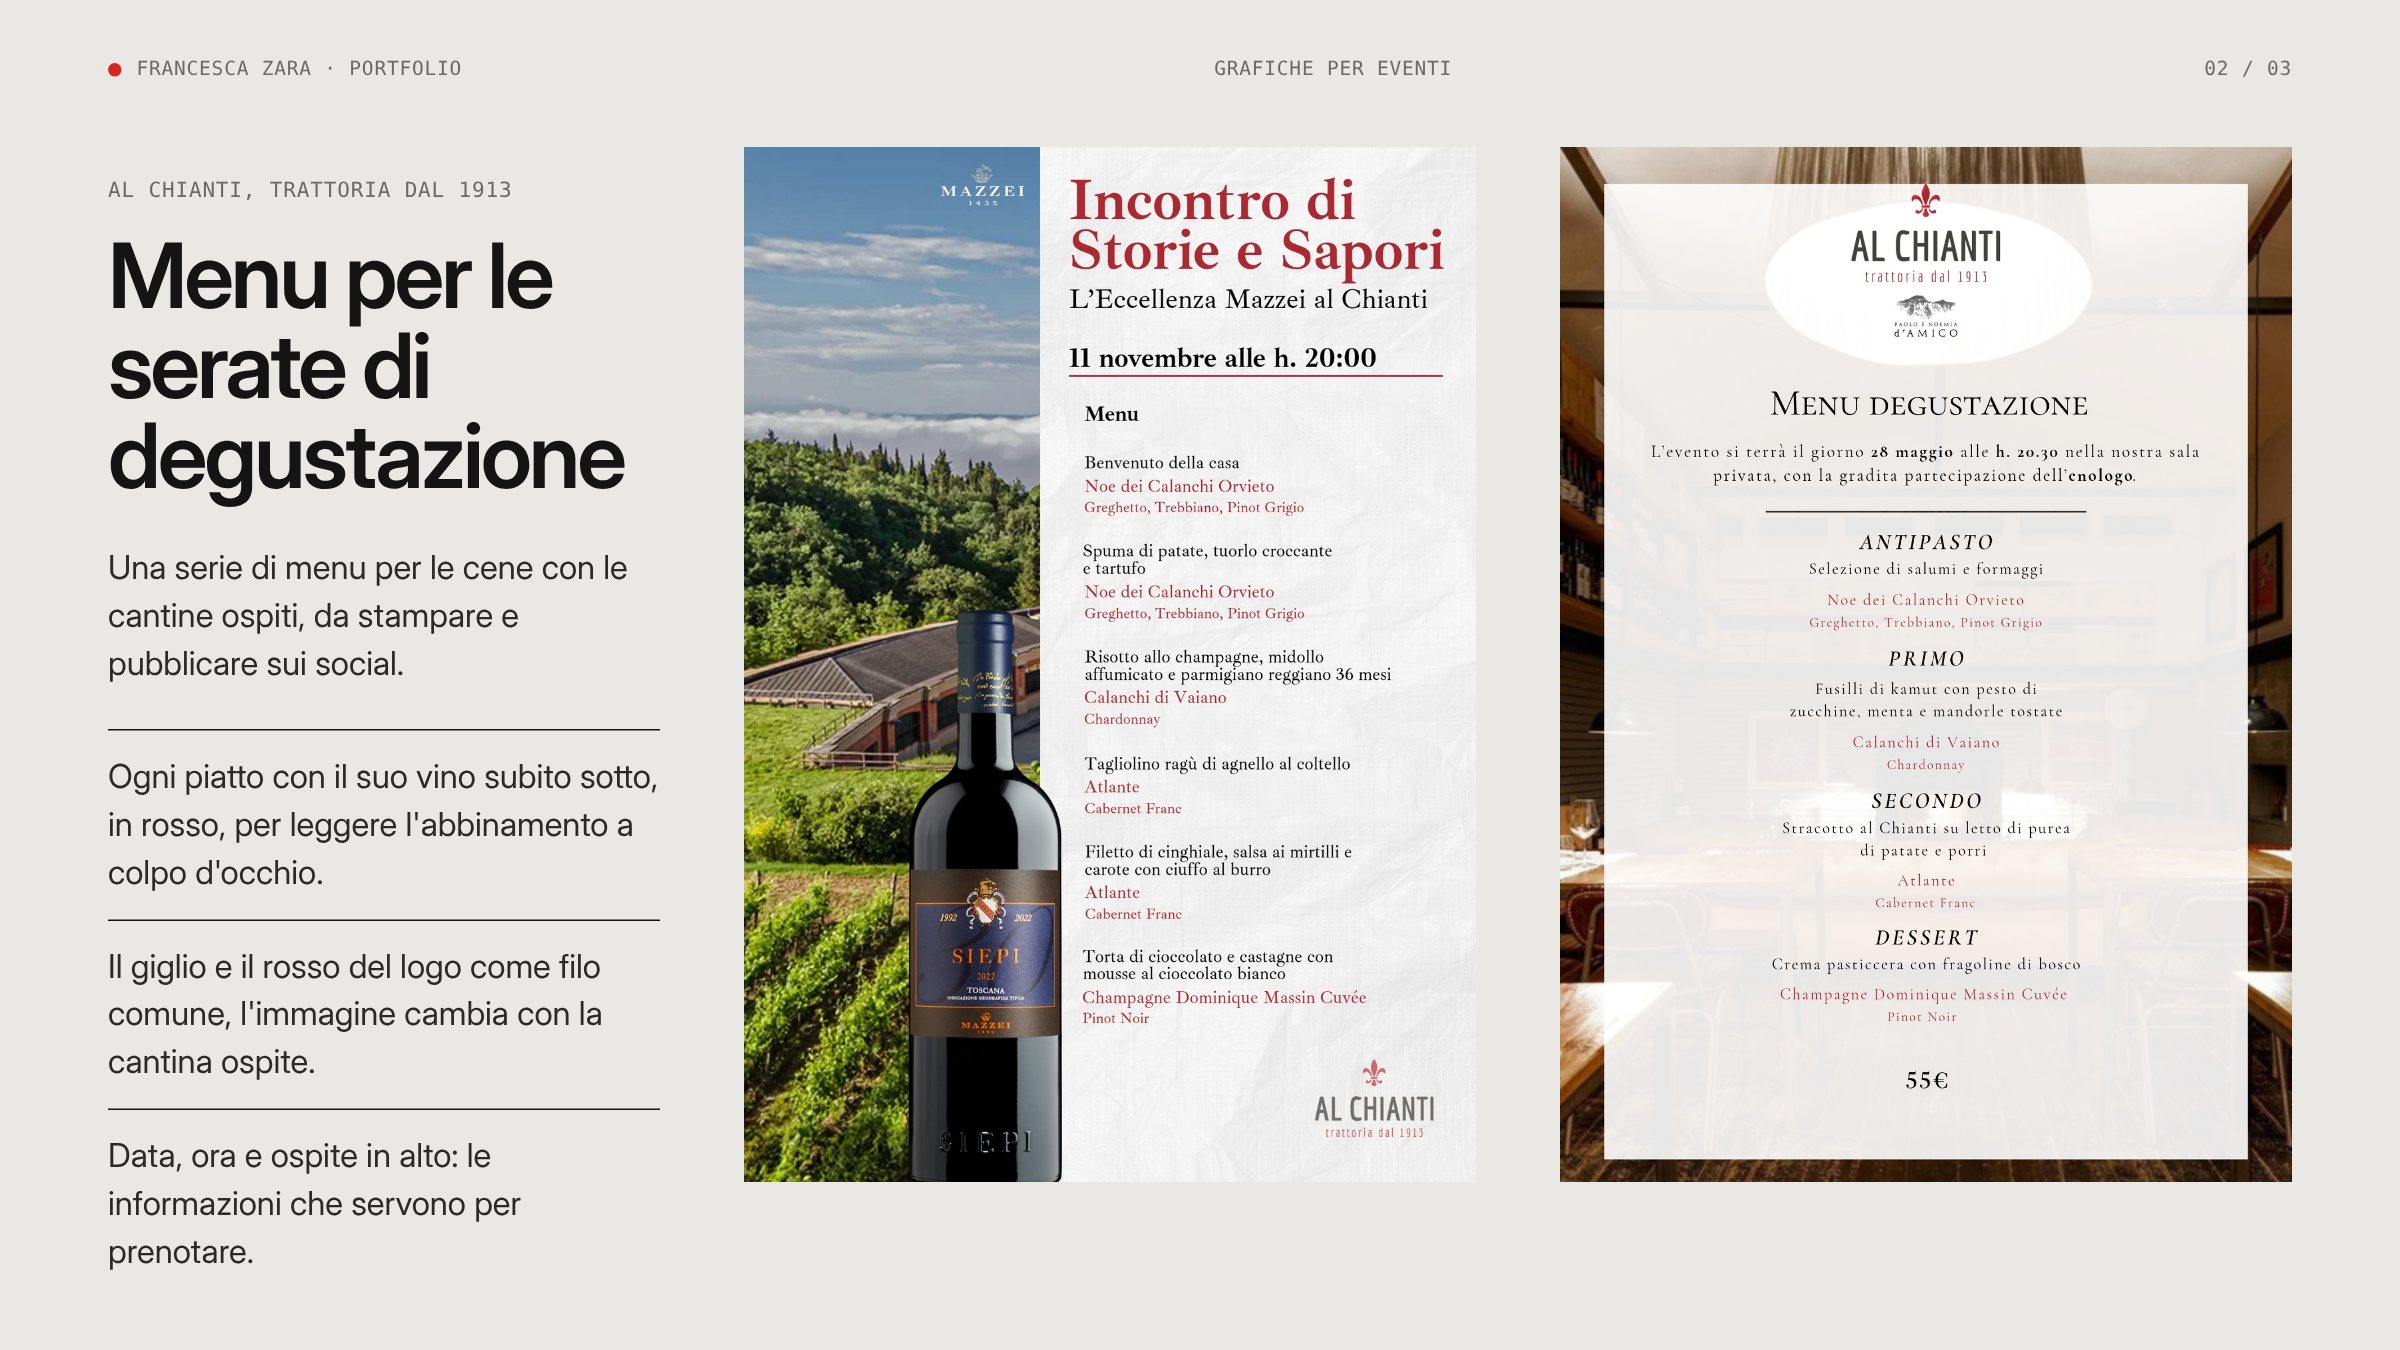 FRANCESCA ZARA · PORTFOLIO
GRAFICHE PER EVENTI
02 / 03
AL CHIANTI, TRATTORIA DAL 1913
Menu per le
serate di
degustazione
Una serie di menu per le cene con le
cantine ospiti, da stampare e
pubblicare sui social.
Ogni piatto con il suo vino subito sotto,
in rosso, per leggere l'abbinamento a
colpo d'occhio.
Il giglio e il rosso del logo come filo
comune, l'immagine cambia con la
cantina ospite.
Data, ora e ospite in alto: le
informazioni che servono per
prenotare.
MAZZEI
1435
Incontro di
Storie e Sapori
L'Eccellenza Mazzei al Chianti
11 novembre alle h. 20:00
Menu
Benvenuto della casa
Noe dei Calanchi Orvieto
Greghetto, Trebbiano, Pinot Grigio
Spuma di patate, tuorlo croccante
e tartufo
Noe dei Calanchi Orvieto
Greghetto, Trebbiano, Pinot Grigio
Risotto allo champagne, midollo
affumicato e parmigiano reggiano 36 mesi
Calanchi di Vaiano
Chardonnay
Tagliolino ragù di agnello al coltello
Atlante
Cabernet Franc
Filetto di cinghiale, salsa ai mirtilli e
carote con ciuffo al burro
Atlante
Cabernet Franc
Torta di cioccolato e castagne con
mousse al cioccolato bianco
Champagne Dominique Massin Cuvée
Pinot Noir
AL CHIANTI
trattoria dal 1913
1992 2022
SIEPI
2022
TOSCANA
INDICAZIONE GEOGRAFICA TIPICA
MAZZEI
SIEPI
AL CHIANTI
trattoria dal 1913
PAOLO E NOEMIA
d'AMICO
Menu degustazione
L'evento si terrà il giorno 28 maggio alle h. 20.30 nella nostra sala
privata, con la gradita partecipazione dell'enologo.
ANTIPASTO
Selezione di salumi e formaggi
Noe dei Calanchi Orvieto
Greghetto, Trebbiano, Pinot Grigio
PRIMO
Fusilli di kamut con pesto di
zucchine, menta e mandorle tostate
Calanchi di Vaiano
Chardonnay
SECONDO
Stracotto al Chianti su letto di purea
di patate e porri
Atlante
Cabernet Franc
DESSERT
Crema pasticcera con fragoline di bosco
Champagne Dominique Massin Cuvée
Pinot Noir
55€